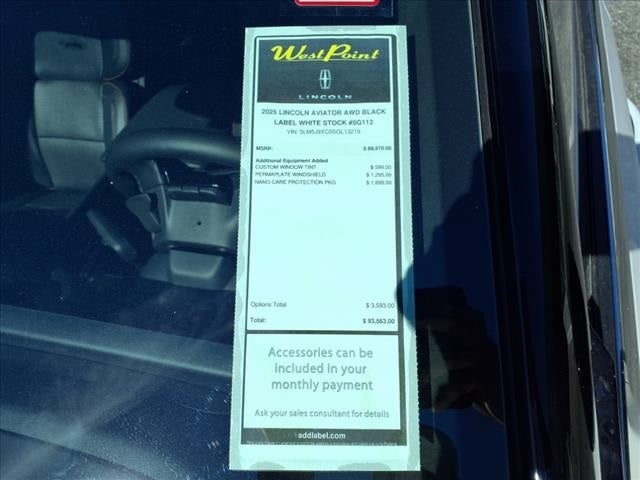 WestPoint
LINCOLN
2025 LINCOLN AVIATOR AWD BLACK
LABEL WHITE STOCK #5G112
VIN: 5LM5J9XC0SGL13219
MSRP: $ 89,970.00
Additional Equipment Added
CUSTOM WINDOW TINT $ 599.00
PERMAPLATE WINDSHIELD $ 1,295.00
NANO CARE PROTECTION PKG $ 1,699.00
Options Total $ 3,593.00
Total: $ 93,563.00
Accessories can be
included in your
monthly payment
Ask your sales consultant for details
addlabel.com